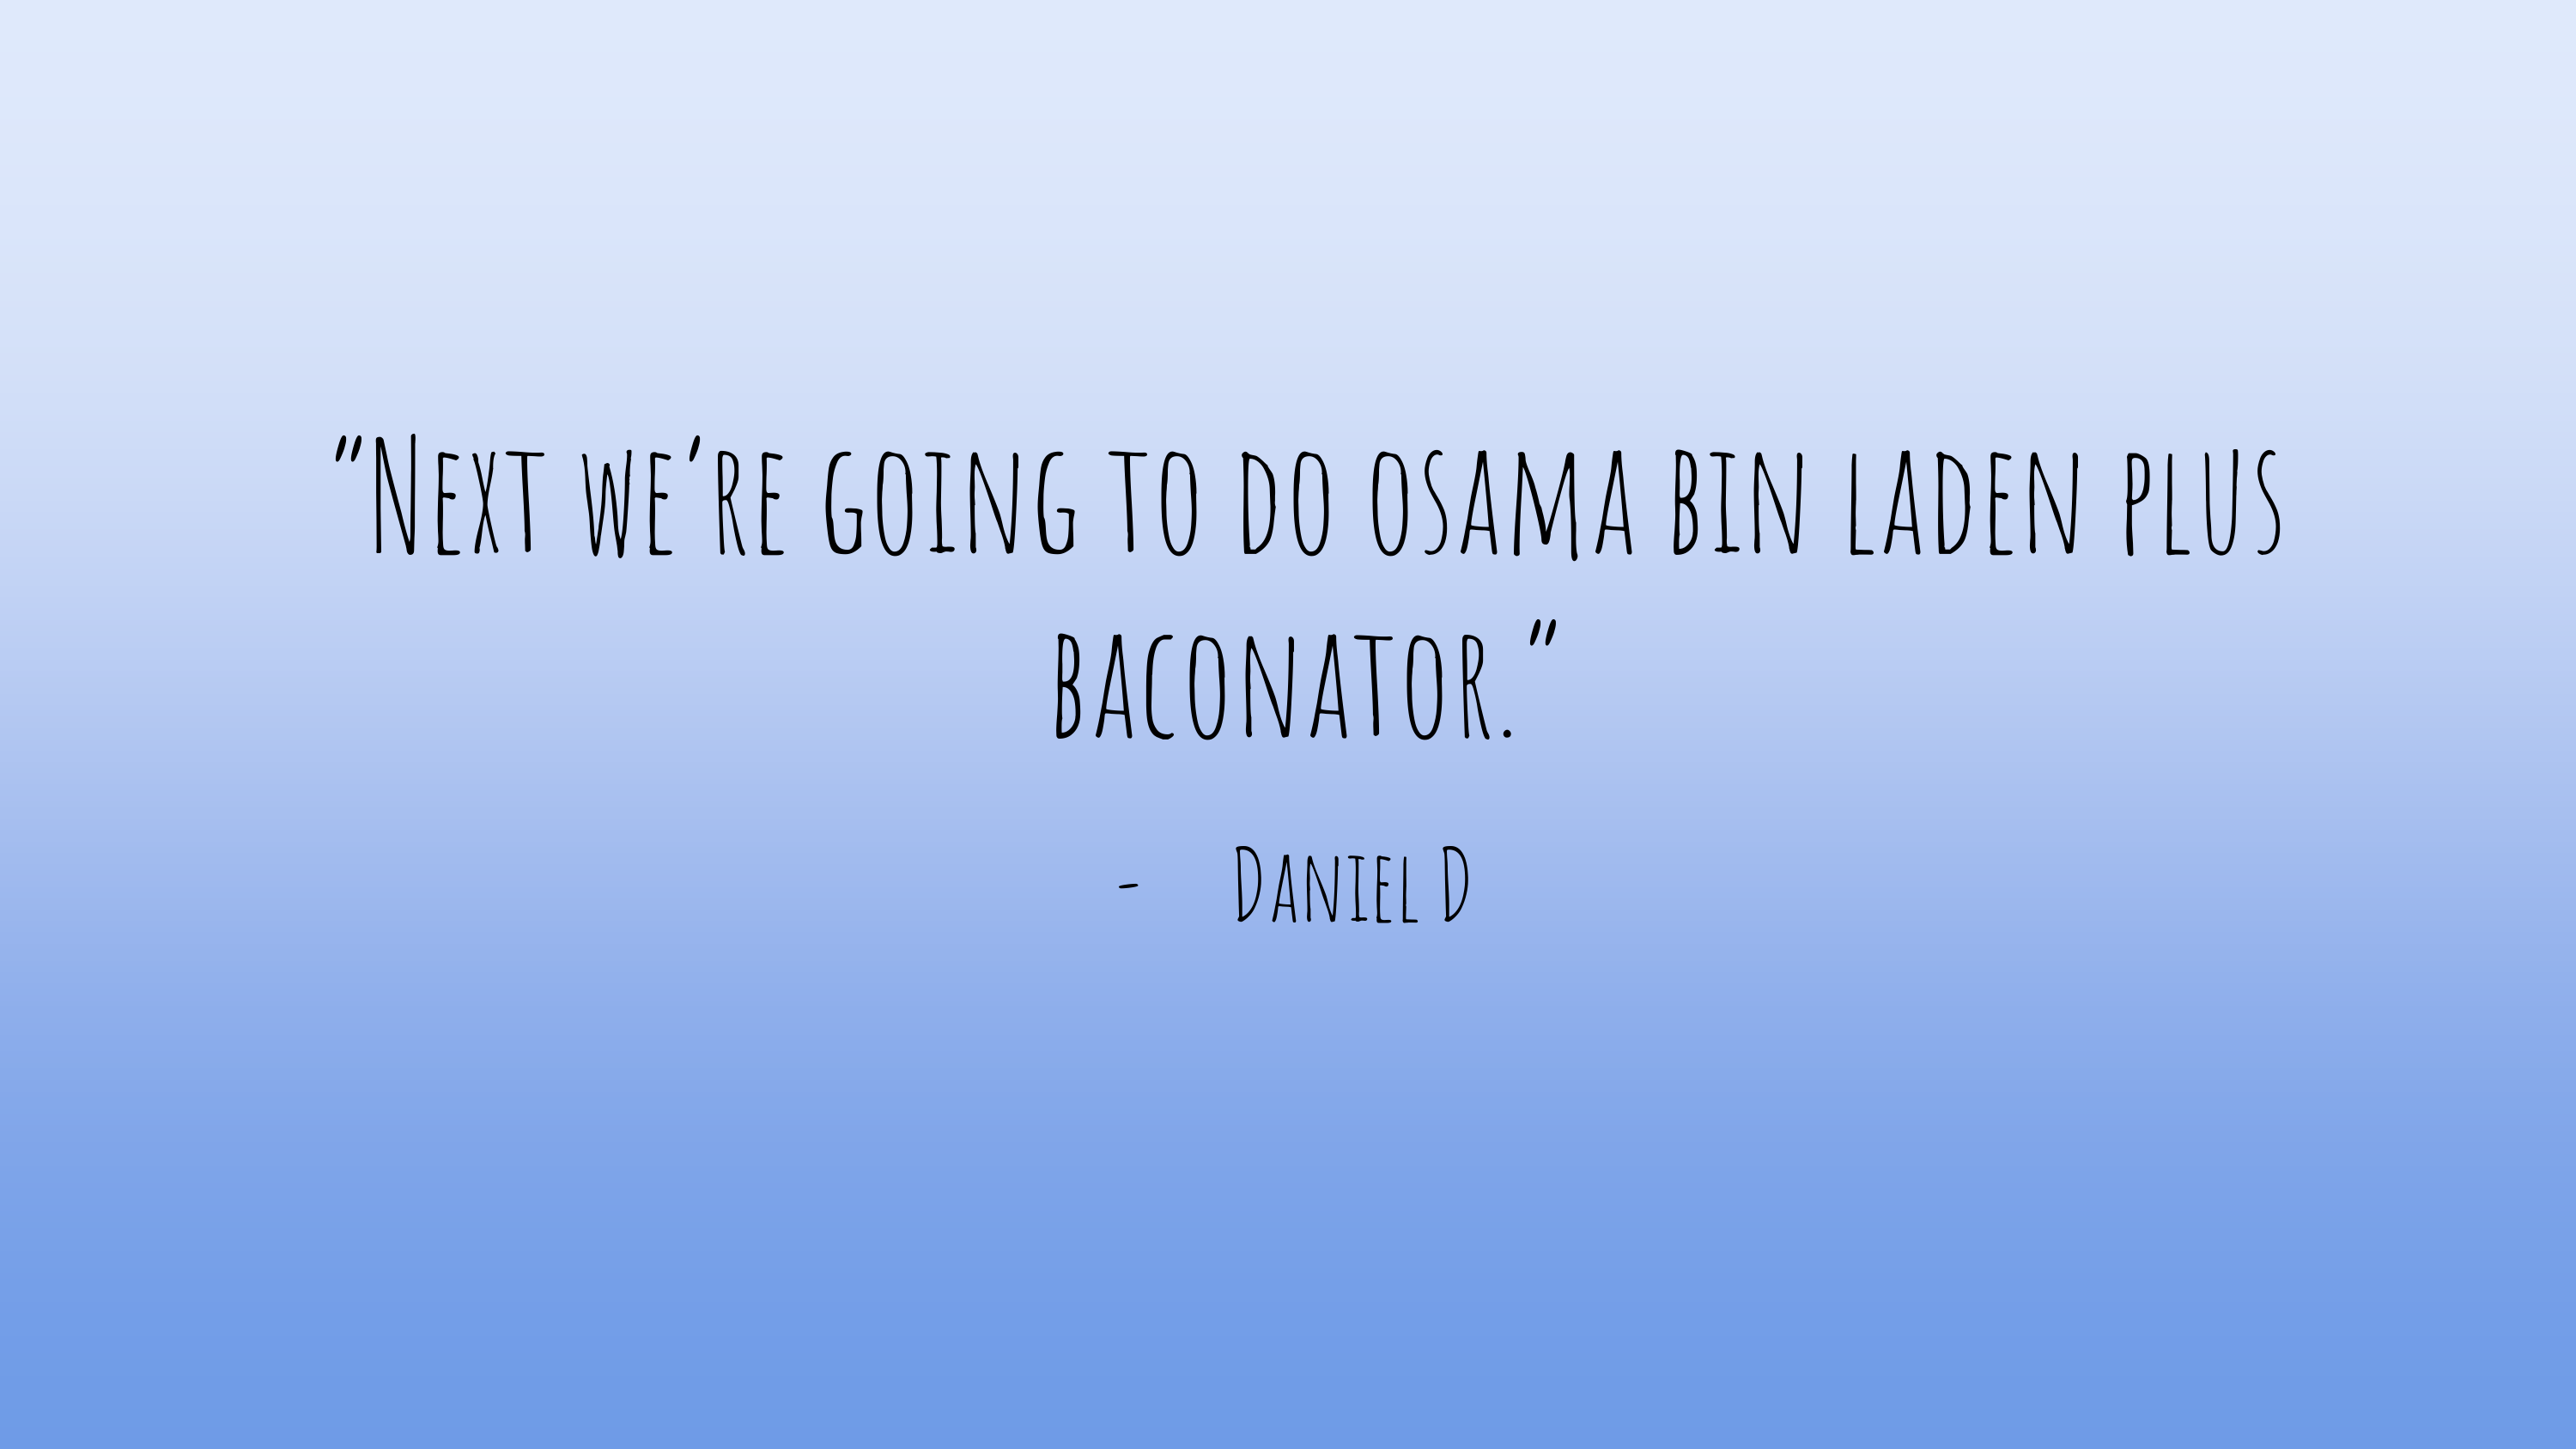 “Next we’re going to do osama bin laden plus
baconator.”
- Daniel D